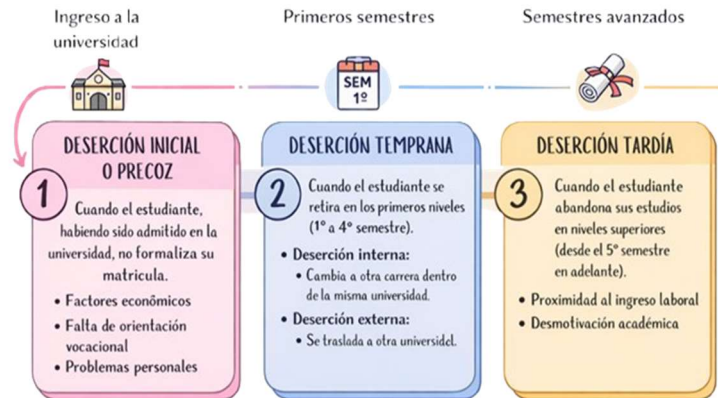 Ingreso a la
universidad
Primeros semestres
Semestres avanzados
SEM
1º
DESERCIÓN INICIAL
O PRECOZ
1
Cuando el estudiante,
habiendo sido admitido en la
universidad, no formaliza su
matricula.
• Factores económicos
• Falta de orientación
vocacional
• Problemas personales
DESERCIÓN TEMPRANA
2
Cuando el estudiante se
retira en los primeros niveles
(1° a 4° semestre).
• Deserción interna:
• Cambia a otra carrera dentro
de la misma universidad.
• Deserción externa:
• Se traslada a otra universidcl.
DESERCIÓN TARDÍA
3
Cuando el estudiante
abandona sus estudios
en niveles superiores
(desde el 5° semestre
en adelante).
• Proximidad al ingreso laboral
• Desmotivación académica